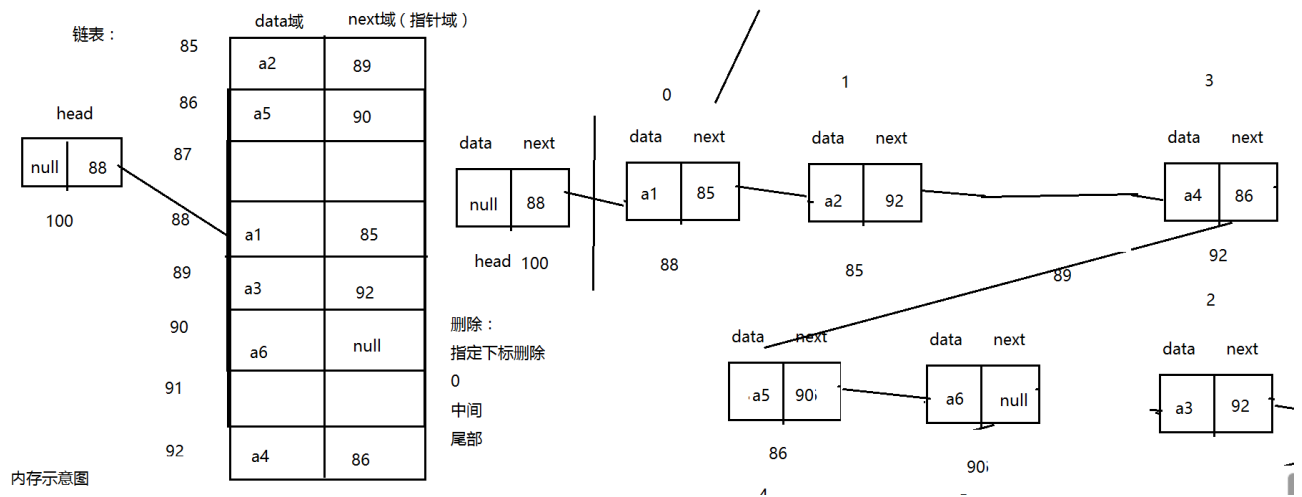 链表：
data域 next域（指针域）
85 a2 89
86 a5 90
head
87
null 88
100
88 a1 85
89 a3 92
90 a6 null
91
92 a4 86
内存示意图
data next
null 88
head 100
0
data next
a1 85
88
1
data next
a2 92
85
3
data next
a4 86
92
89
2
删除：
指定下标删除
0
中间
尾部
data next
a5 90
86
4
data next
a6 null
90
data next
a3 92